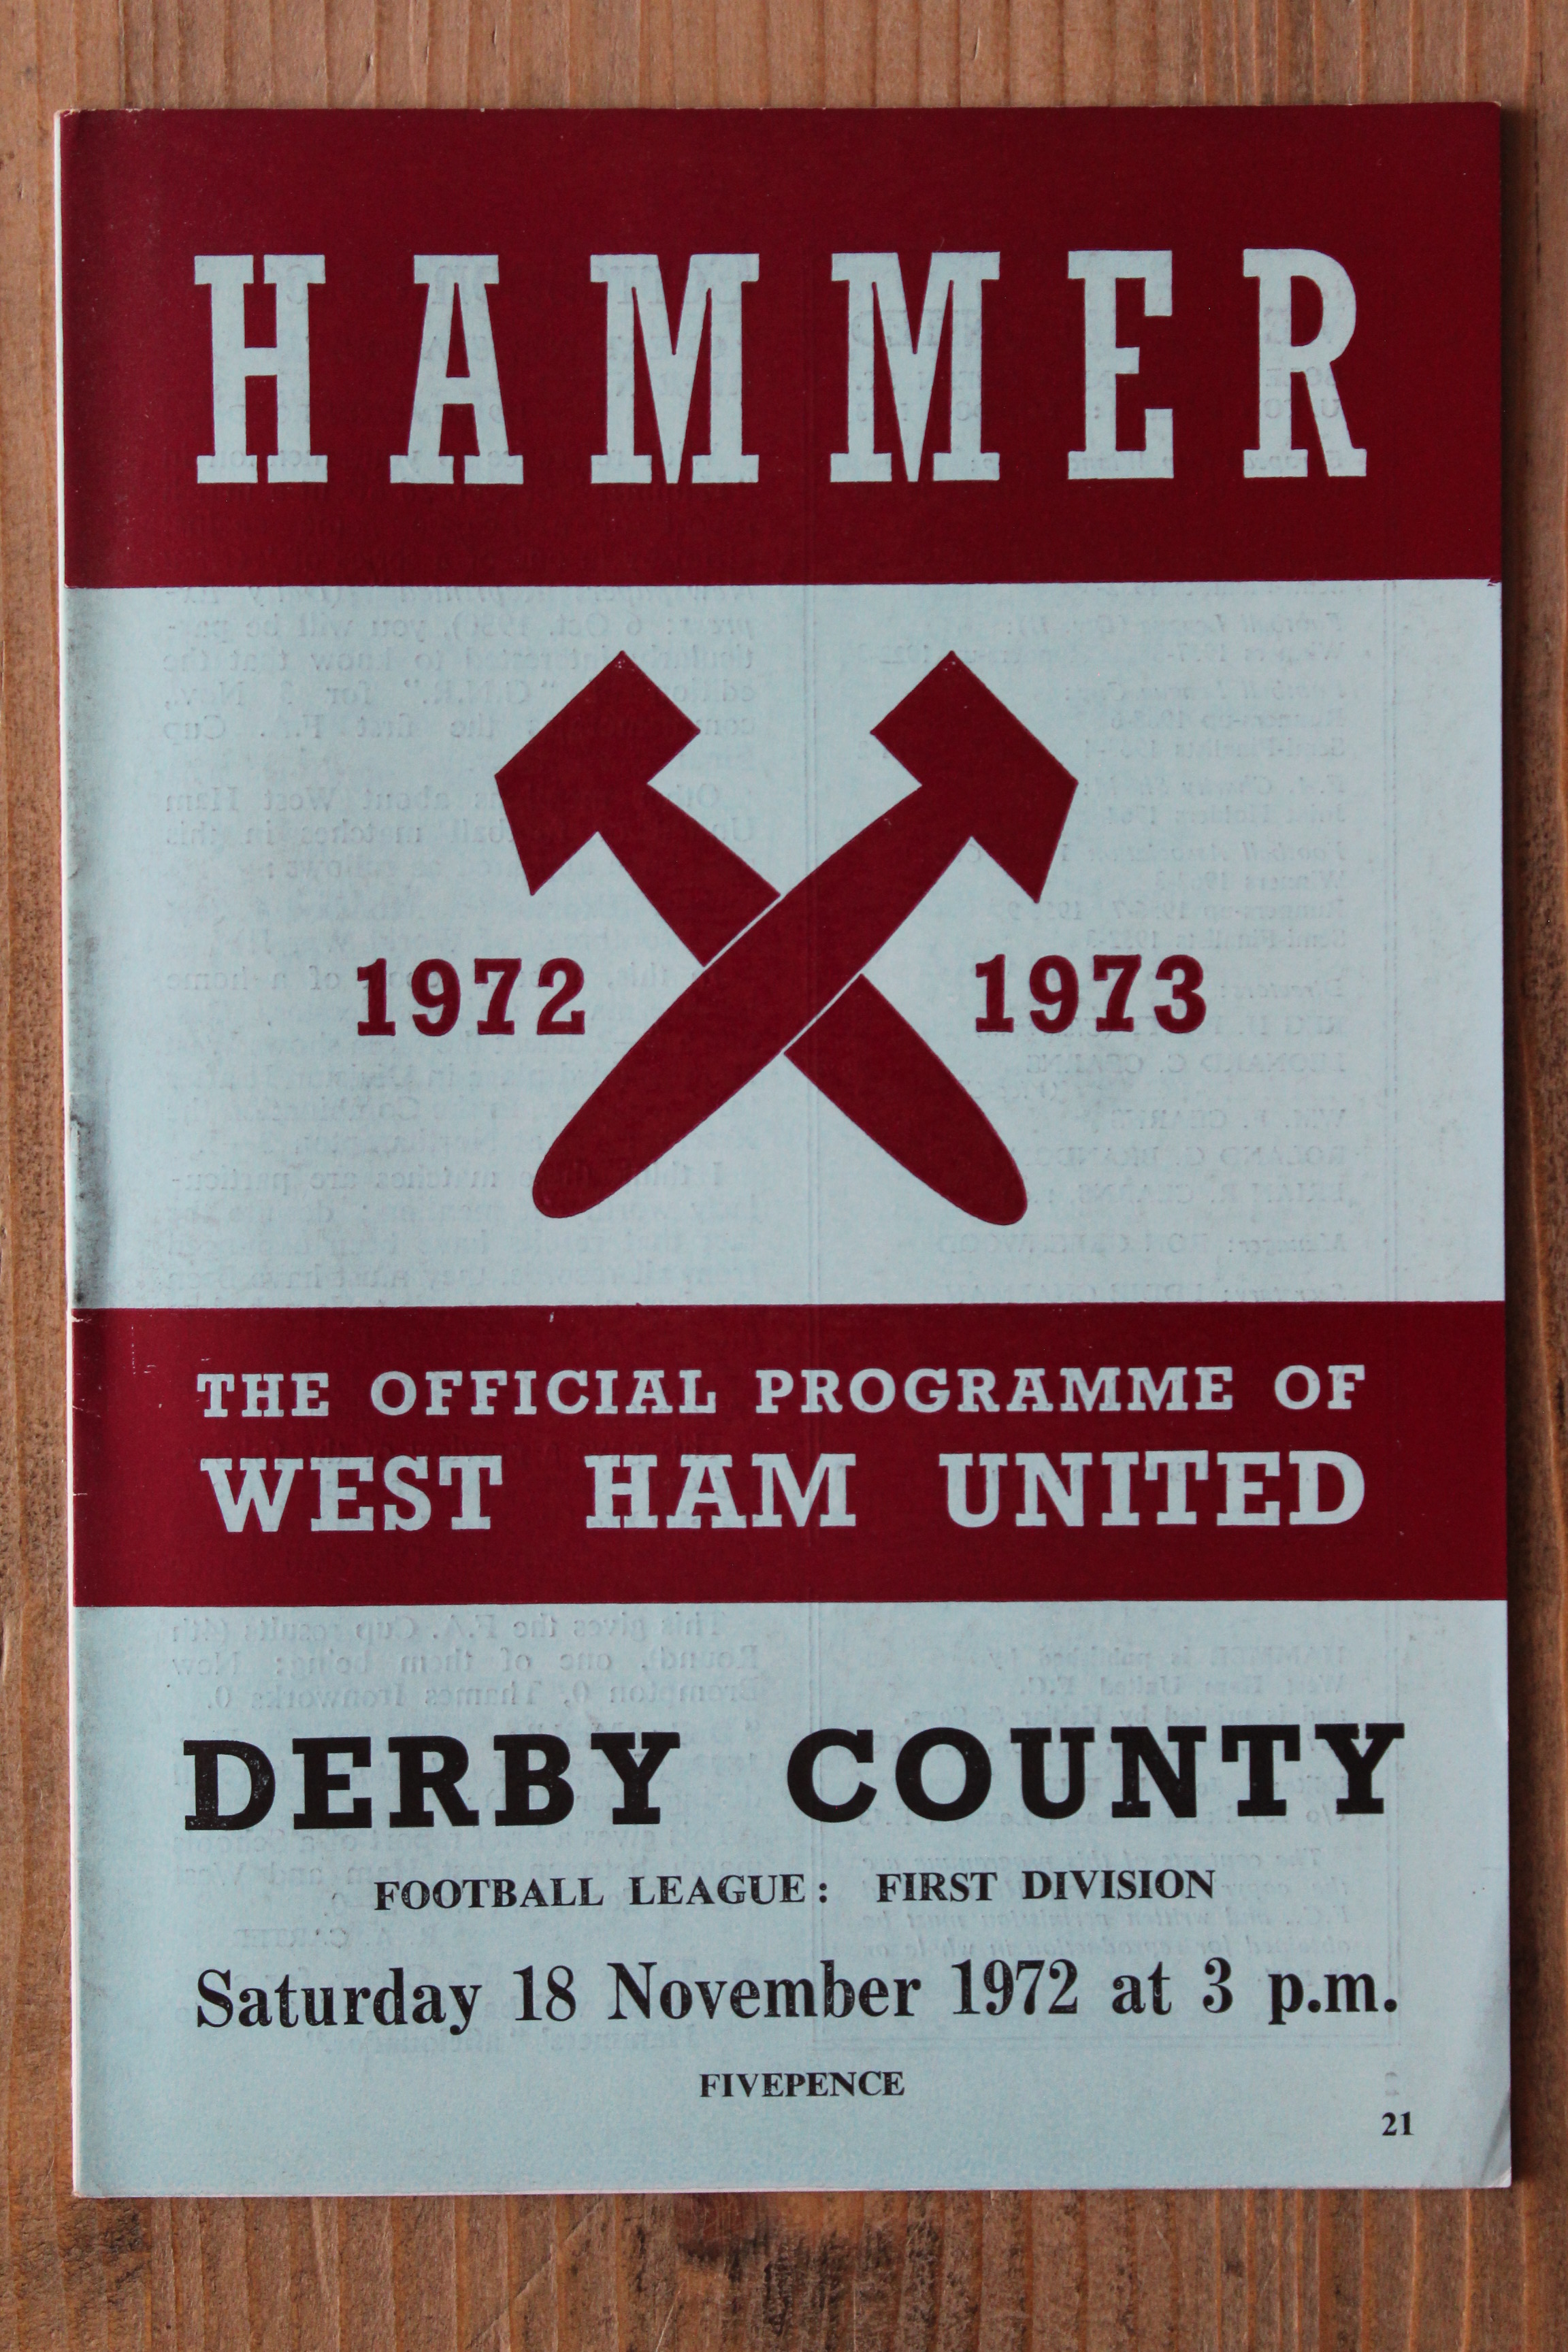 HAMMER
1972 1973
THE OFFICIAL PROGRAMME OF
WEST HAM UNITED
DERBY COUNTY
FOOTBALL LEAGUE: FIRST DIVISION
Saturday 18 November 1972 at 3 p.m.
FIVEPENCE
21